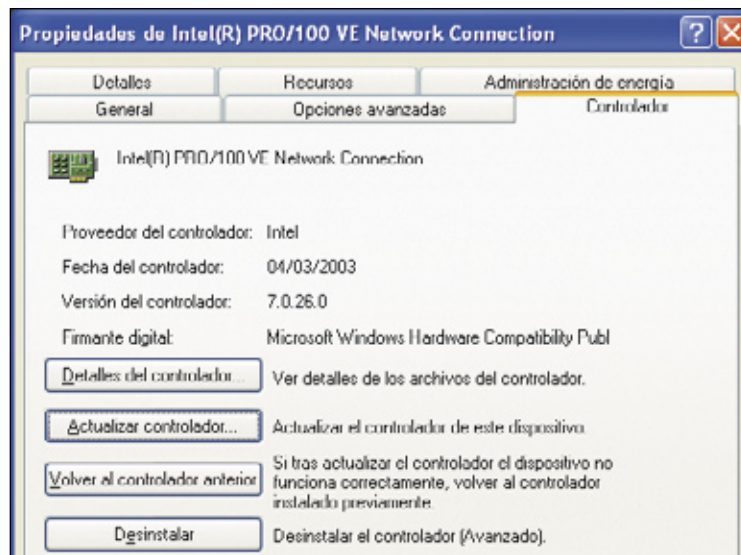 Propiedades de Intel(R) PRO/100 VE Network Connection
Detalles Recursos Administración de energía
General Opciones avanzadas Controlador
Intel(R) PRO/100 VE Network Connection
Proveedor del controlador: Intel
Fecha del controlador: 04/03/2003
Versión del controlador: 7.0.26.0
Firmante digital: Microsoft Windows Hardware Compatibility Publ
Detalles del controlador... Ver detalles de los archivos del controlador.
Actualizar controlador... Actualizar el controlador de este dispositivo.
Volver al controlador anterior Si tras actualizar el controlador el dispositivo no
funciona correctamente, volver al controlador
instalado previamente.
Desinstalar Desinstalar el controlador (Avanzado).